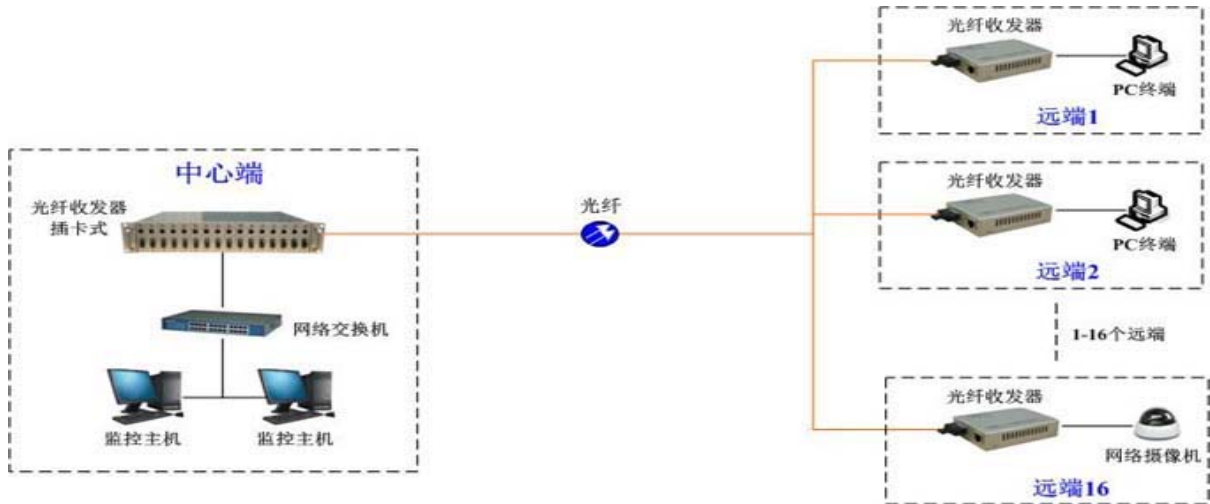 中心端
光纤收发器
插卡式
网络交换机
监控主机
监控主机
光纤
光纤收发器
PC终端
远端1
光纤收发器
PC终端
远端2
1-16个远端
光纤收发器
网络摄像机
远端16